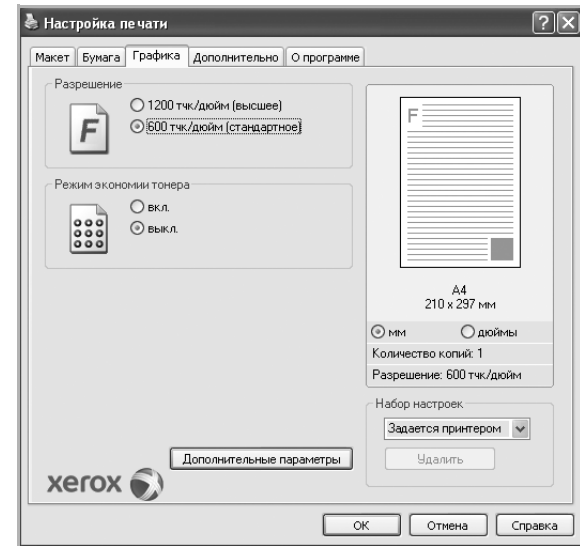 Настройка печати
Макет Бумага Графика Дополнительно О программе
Разрешение
F
1200 тчк/дюйм (высшее)
600 тчк/дюйм (стандартное)
Режим экономии тонера
вкл.
выкл.
F
A4
210 x 297 мм
мм дюймы
Количество копий: 1
Разрешение: 600 тчк/дюйм
Набор настроек
Задается принтером
Удалить
Дополнительные параметры
xerox
OK Отмена Справка